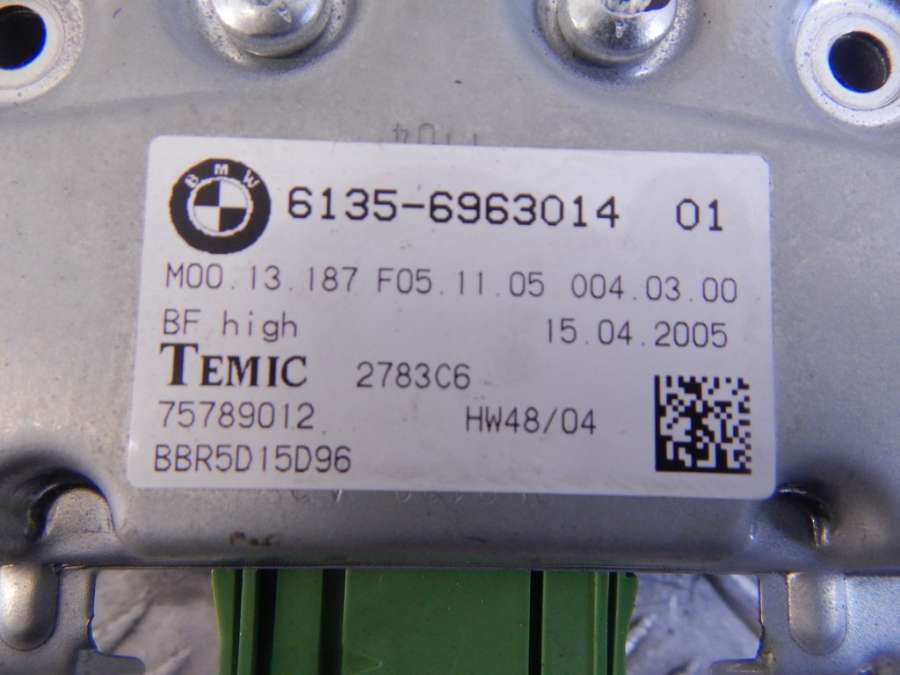 BMW 6135-6963014 01
M00.13.187 F05.11.05 004.03.00
BF high 15.04.2005
TEMIC 2783C6
75789012 HW48/04
BBR5D15D96